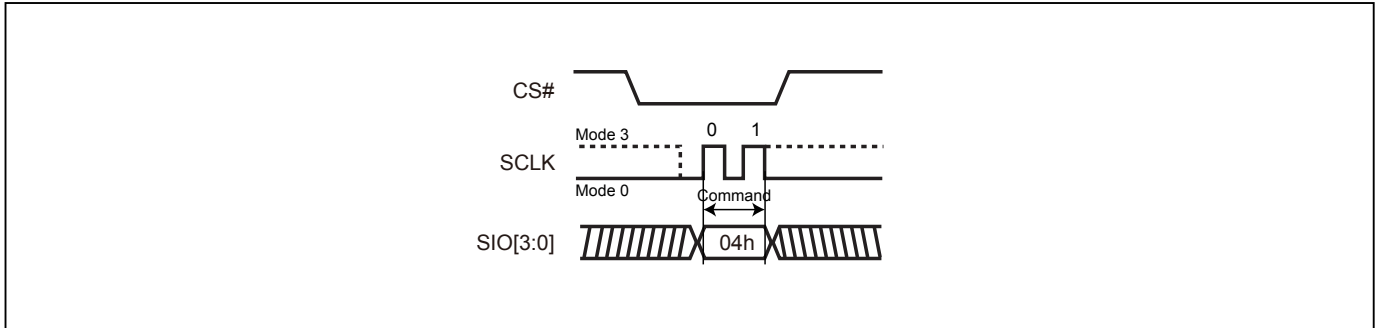 CS#
Mode 3
0 1
SCLK
Mode 0
Command
SIO[3:0]
04h